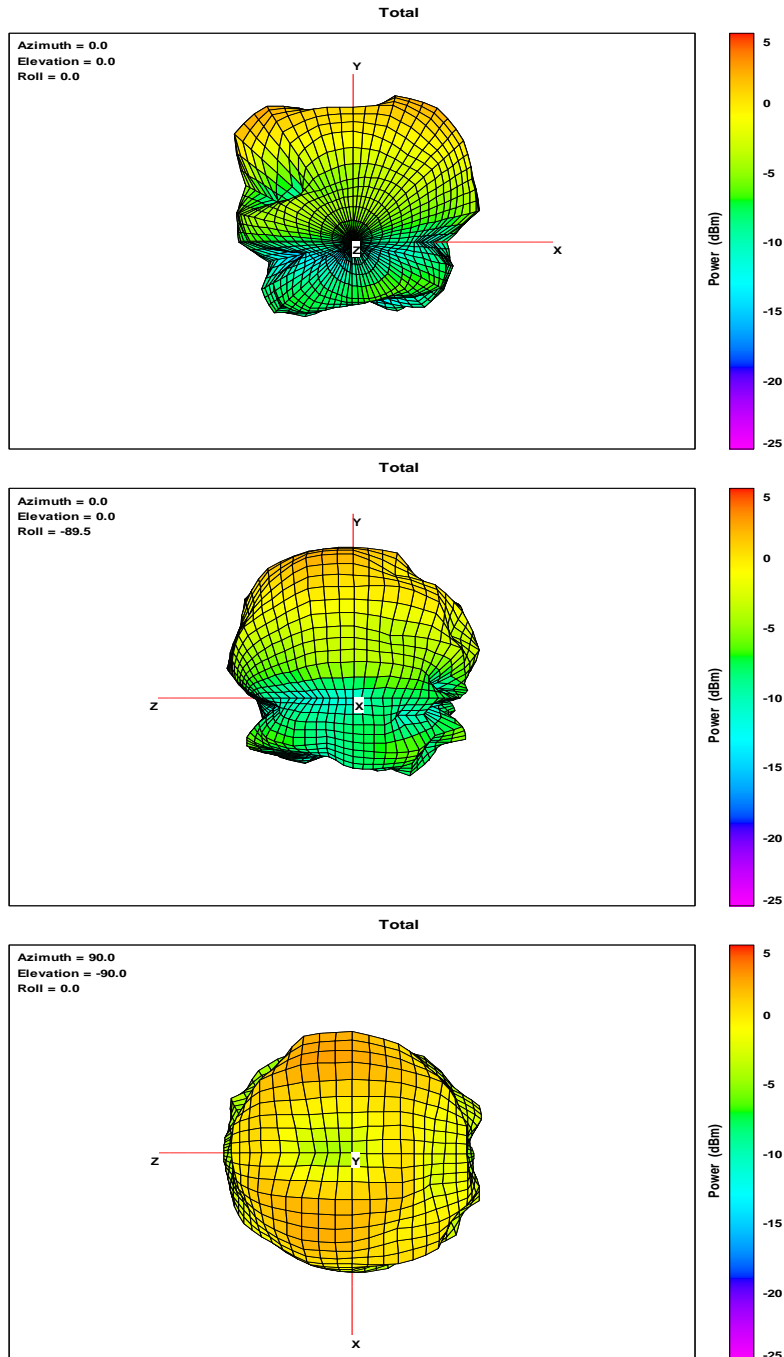 Total
Azimuth = 0.0
Elevation = 0.0
Roll = 0.0
Y
Z
X
5
0
-5
-10
-15
-20
-25
Power (dBm)
Total
Azimuth = 0.0
Elevation = 0.0
Roll = -89.5
Y
Z
X
5
0
-5
-10
-15
-20
-25
Power (dBm)
Total
Azimuth = 90.0
Elevation = -90.0
Roll = 0.0
Z
Y
X
5
0
-5
-10
-15
-20
-25
Power (dBm)